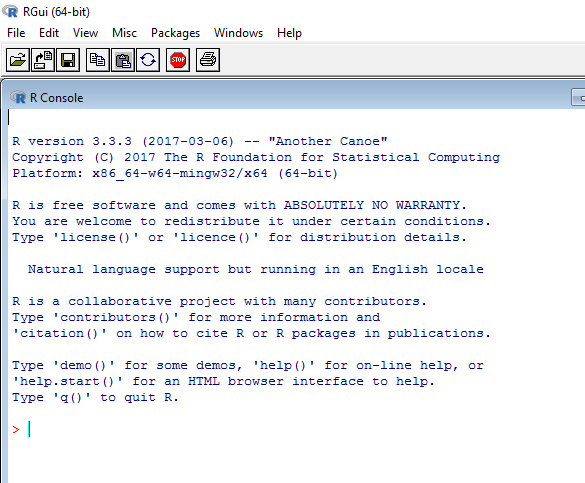 RGui (64-bit)
File Edit View Misc Packages Windows Help
STOP
R Console
R version 3.3.3 (2017-03-06) -- "Another Canoe"
Copyright (C) 2017 The R Foundation for Statistical Computing
Platform: x86_64-w64-mingw32/x64 (64-bit)
R is free software and comes with ABSOLUTELY NO WARRANTY.
You are welcome to redistribute it under certain conditions.
Type 'license()' or 'licence()' for distribution details.
Natural language support but running in an English locale
R is a collaborative project with many contributors.
Type 'contributors()' for more information and
'citation()' on how to cite R or R packages in publications.
Type 'demo()' for some demos, 'help()' for on-line help, or
'help.start()' for an HTML browser interface to help.
Type 'q()' to quit R.
>